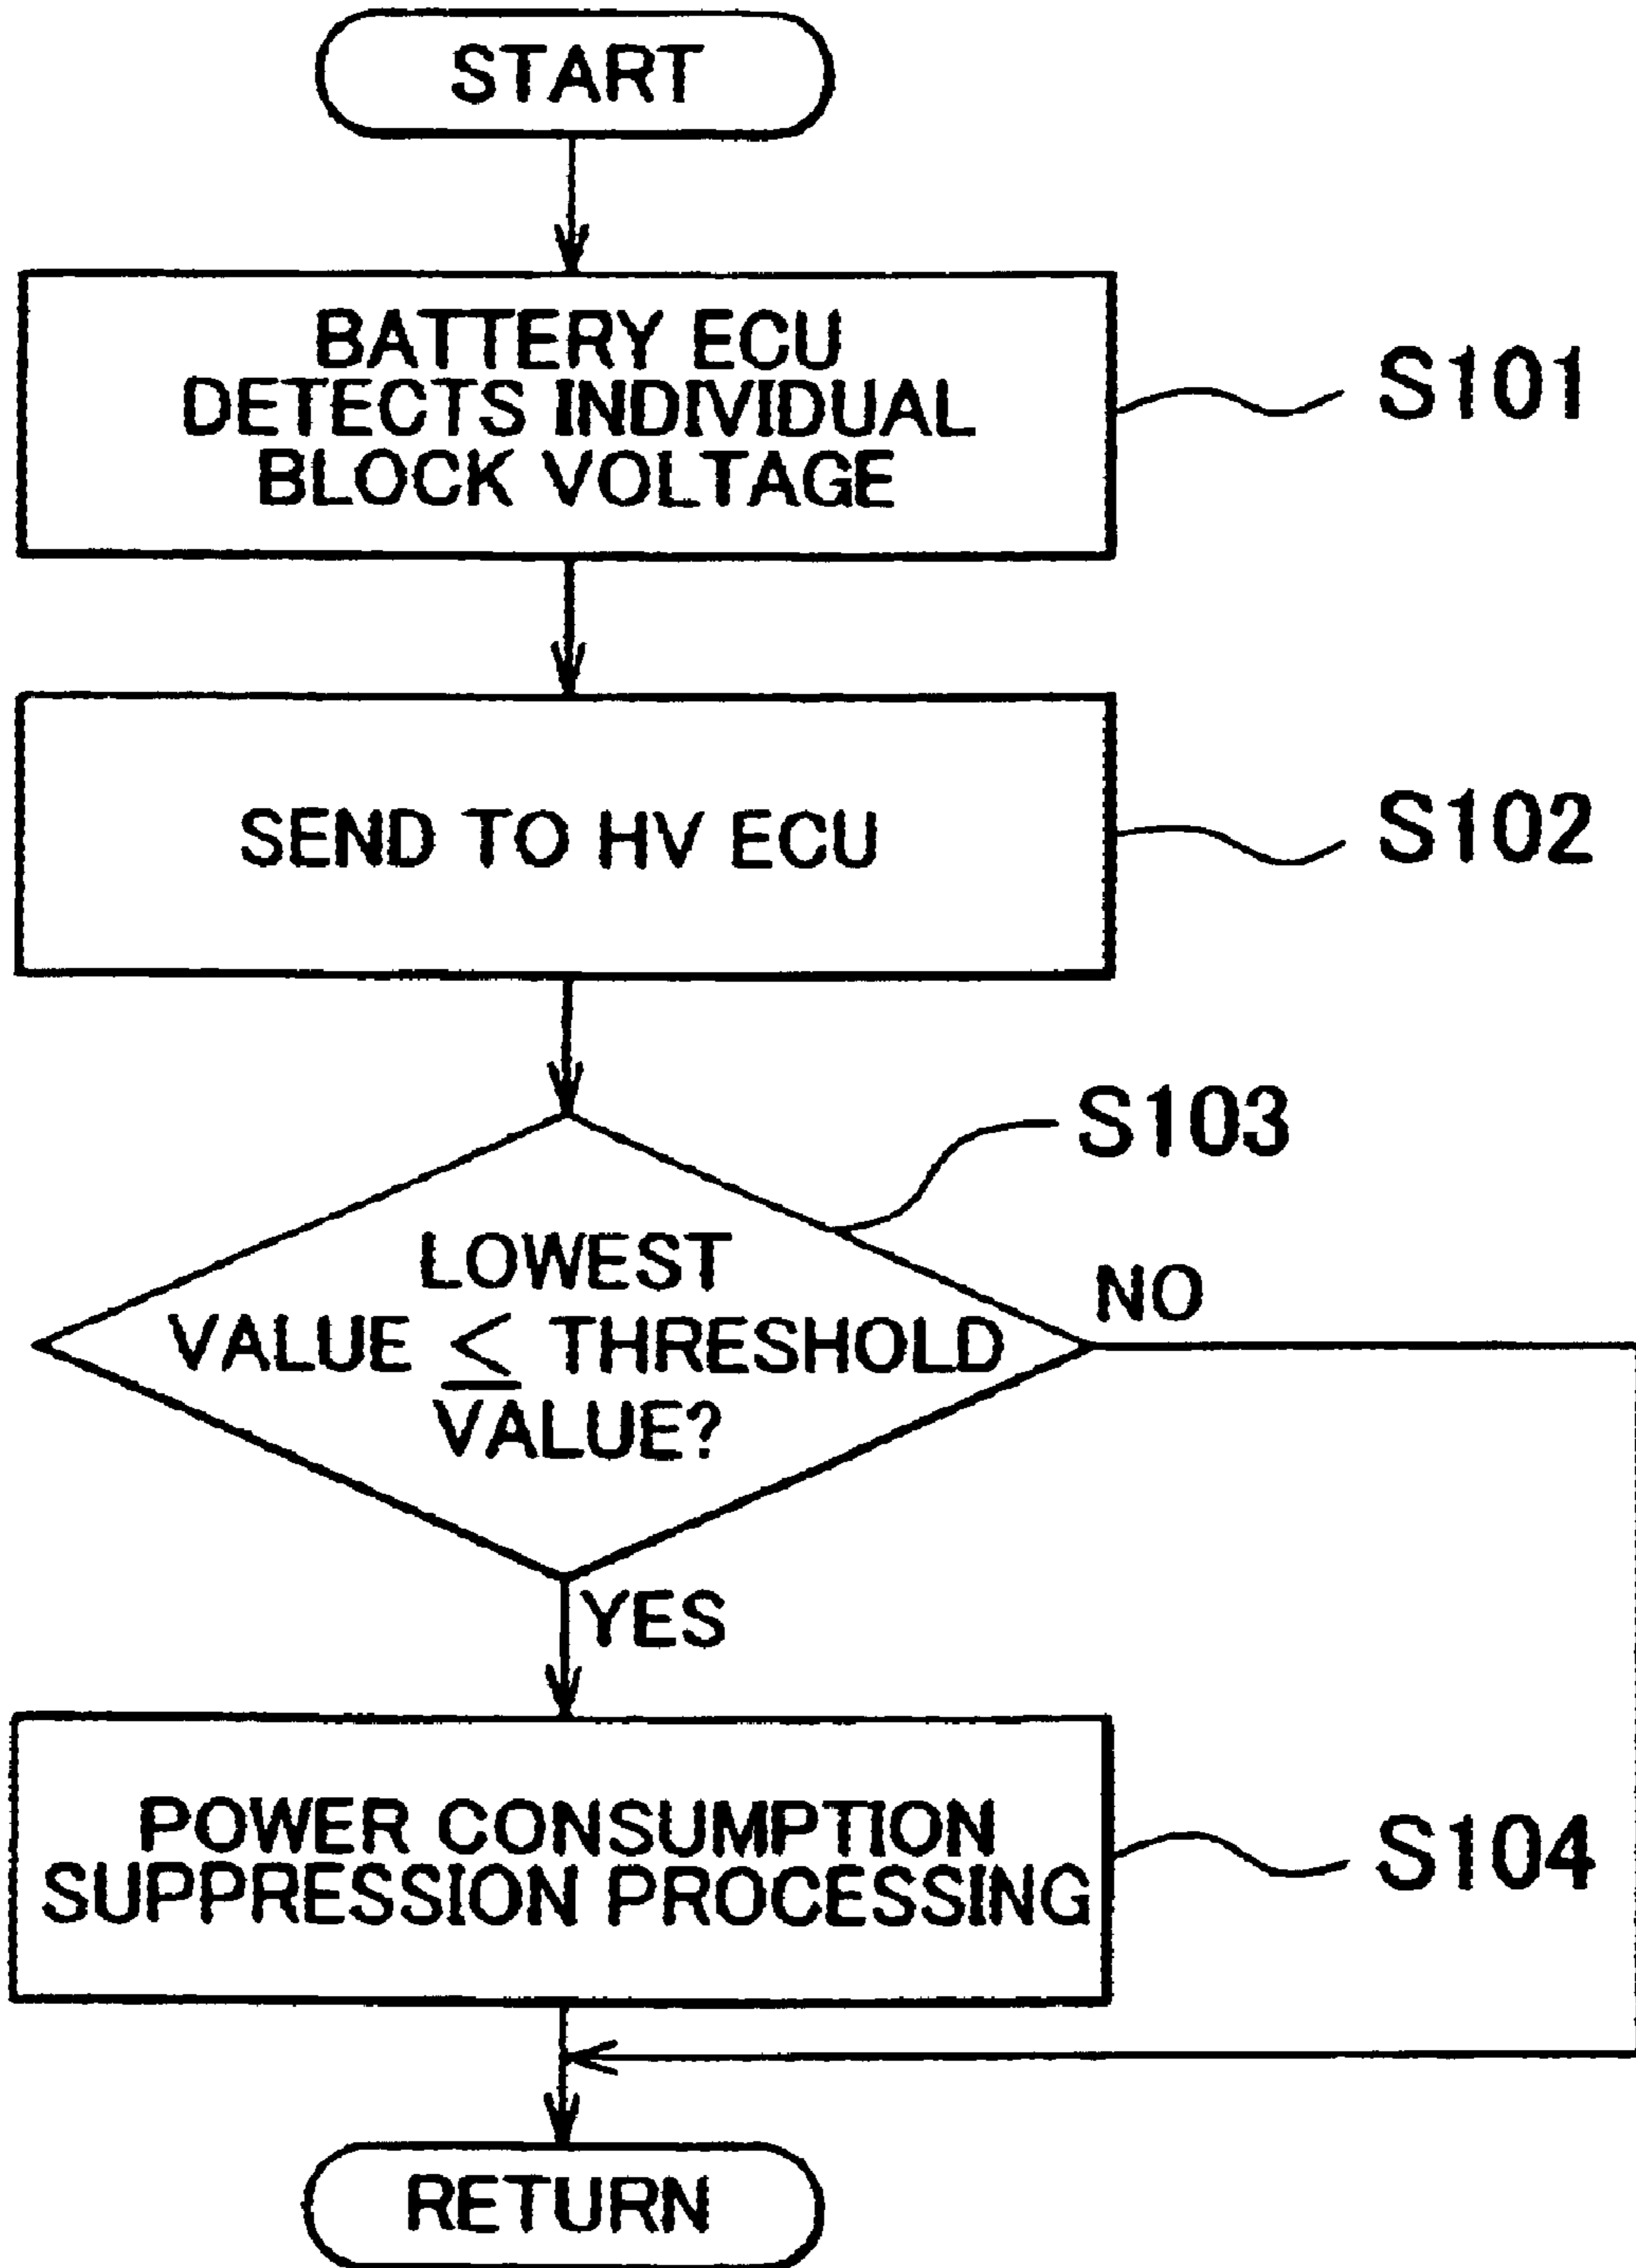 START
BATTERY ECU
DETECTS INDIVIDUAL
BLOCK VOLTAGE
S101
SEND TO HV ECU
S102
S103
LOWEST
VALUE ≤ THRESHOLD
VALUE?
NO
YES
POWER CONSUMPTION
SUPPRESSION PROCESSING
S104
RETURN